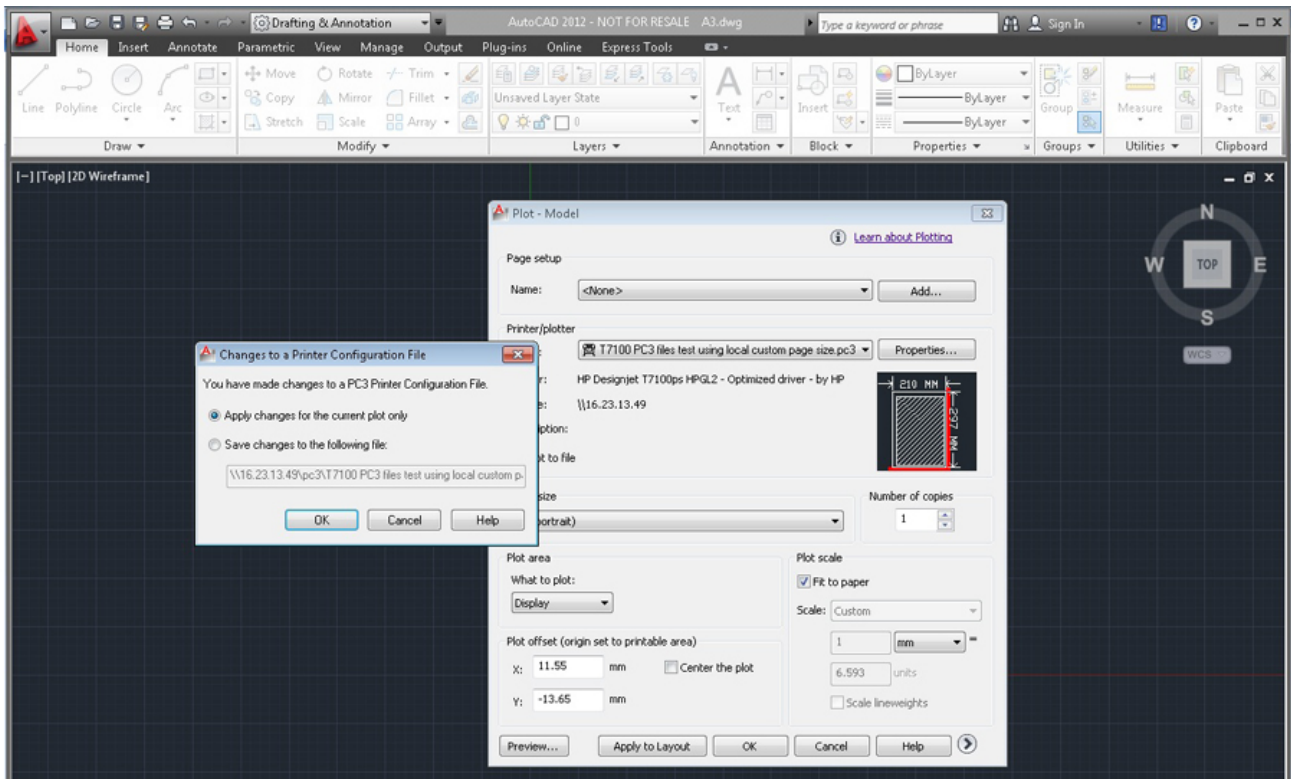 Drafting & Annotation
AutoCAD 2012 - NOT FOR RESALE A3.dwg
Type a keyword or phrase
Sign In
Home Insert Annotate Parametric View Manage Output Plug-ins Online Express Tools
Line Polyline Circle Arc
Move Rotate Trim
Copy Mirror Fillet
Stretch Scale Array
Unsaved Layer State
0
Text
Insert
ByLayer
ByLayer
ByLayer
Group
Measure
Paste
Draw Modify Layers Annotation Block Properties Groups Utilities Clipboard
[−] [Top] [2D Wireframe]
N
W TOP E
S
WCS
Plot - Model
Learn about Plotting
Page setup
Name: <None> Add...
Printer/plotter
T7100 PC3 files test using local custom page size.pc3 Properties...
r: HP Designjet T7100ps HPGL2 - Optimized driver - by HP
e: \\16.23.13.49
ption:
ot to file
210 MM
297 MM
size
ortrait)
Number of copies
1
Plot area
What to plot:
Display
Plot scale
Fit to paper
Scale: Custom
1 mm =
6.593 units
Scale lineweights
Plot offset (origin set to printable area)
X: 11.55 mm Center the plot
Y: -13.65 mm
Preview... Apply to Layout OK Cancel Help
Changes to a Printer Configuration File
You have made changes to a PC3 Printer Configuration File.
Apply changes for the current plot only
Save changes to the following file:
\\16.23.13.49\pc3\T7100 PC3 files test using local custom p
OK Cancel Help